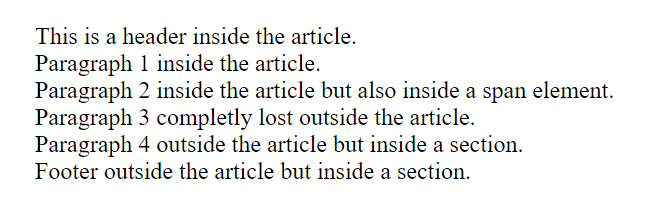 This is a header inside the article.
Paragraph 1 inside the article.
Paragraph 2 inside the article but also inside a span element.
Paragraph 3 completly lost outside the article.
Paragraph 4 outside the article but inside a section.
Footer outside the article but inside a section.